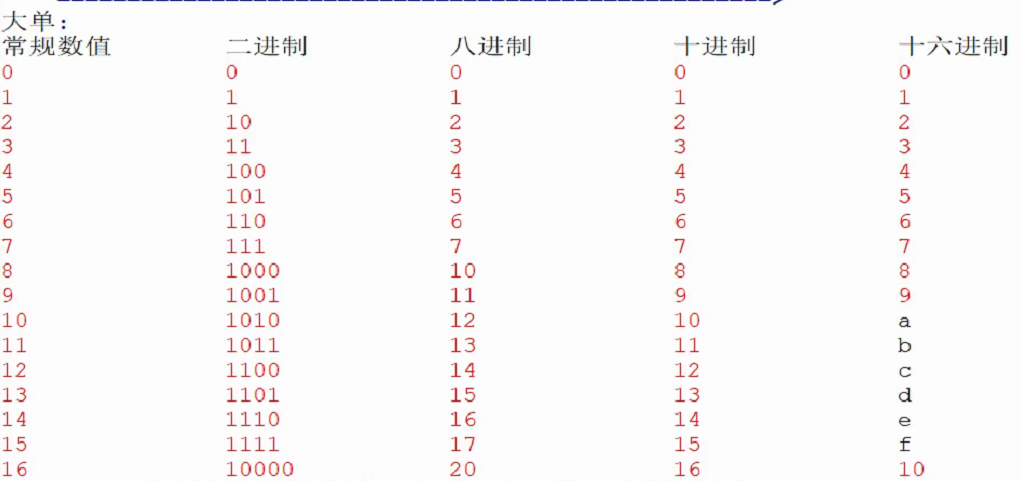 大单：
常规数值 二进制 八进制 十进制 十六进制
0 0 0 0 0
1 1 1 1 1
2 10 2 2 2
3 11 3 3 3
4 100 4 4 4
5 101 5 5 5
6 110 6 6 6
7 111 7 7 7
8 1000 10 8 8
9 1001 11 9 9
10 1010 12 10 a
11 1011 13 11 b
12 1100 14 12 c
13 1101 15 13 d
14 1110 16 14 e
15 1111 17 15 f
16 10000 20 16 10